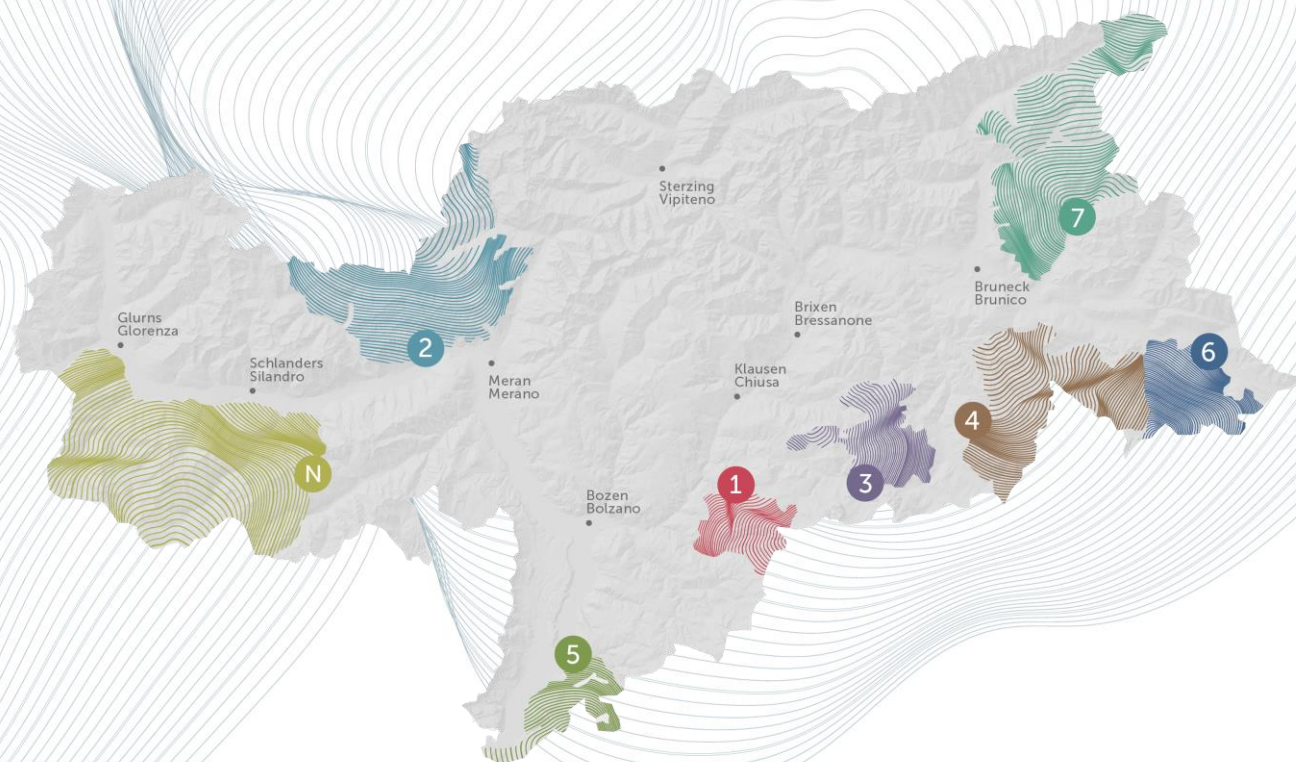 Sterzing
Vipiteno
7
Bruneck
Brunico
Brixen
Bressanone
Glurns
Glorenza
2
6
Schlanders
Silandro
Meran
Merano
Klausen
Chiusa
4
N
3
1
Bozen
Bolzano
5